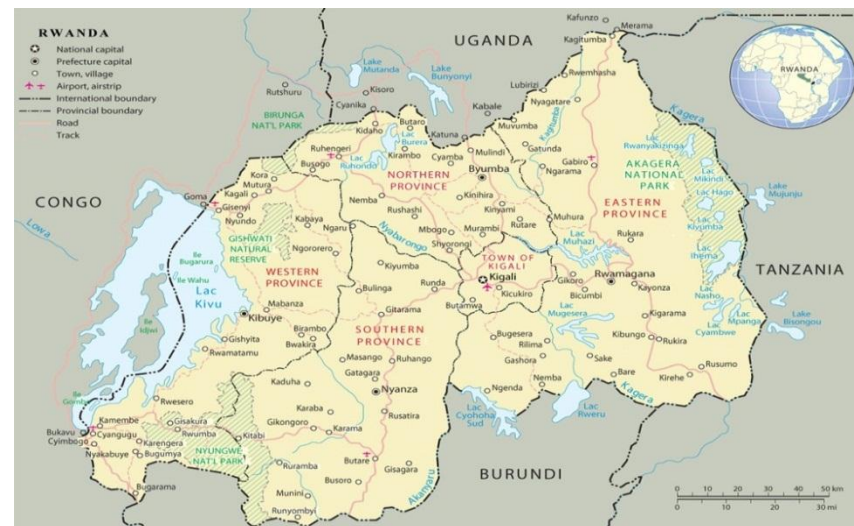 RWANDA
National capital
Prefecture capital
Town, village
Airport, airstrip
International boundary
Provincial boundary
Road
Track
UGANDA
CONGO
TANZANIA
BURUNDI
RWANDA
Kafunzo
Merama
Kagitumba
Lake
Mutanda
Lake
Bunyonyi
Rutshuru
Kisoro
Kabale
Lubirizi
Rwemhasha
Nyagatare
Cyanika
BIRUNGA
NAT'L PARK
Kidaho
Butaro
Katuna
Muvumba
Kagitumba
Kagera
Lac
Burera
Ruhengeri
Lac
Ruhondo
Kirambo
Cyamba
Mulindi
Gatunda
Gabiro
Ngarama
Lac
Rwanyakizinga
Busogo
Kora
Mutura
Kagali
NORTHERN
PROVINCE
Byumba
AKAGERA
NATIONAL
PARK
Lac
Mikindi
Lac Hago
Lac
Kivumba
Lake
Mujunju
Goma
Gisenyi
Nyundo
Nemba
Rushashi
Kinihira
Kinyami
Rutare
Muhura
EASTERN
PROVINCE
Lowa
Kabaya
Ngaru
Nyabarongo
Mbogo
Murambi
Shyorongi
Lac
Muhazi
Rukara
Lac
Ihema
GISHWATI
NATURAL
RESERVE
Ngororero
Ile
Bugarura
Ile Wahu
WESTERN
PROVINCE
Kiyumba
TOWN OF
KIGALI
Kigali
Kicukiro
Gikoro
Rwamagana
Bicumbi
Kayonza
Lac
Nasho
Lac
Kivu
Mabanza
Bulinga
Runda
Butamwa
Lac
Mugesera
Lac
Mpanga
Lac
Cyambwe
Lake
Bisongou
Kibuye
Gitarama
Kigarama
Ile
Idjwi
Gishyita
Birambo
Bwakira
SOUTHERN
PROVINCE
Bugesera
Rilima
Kibungo
Rukira
Rwamatamu
Masango
Ruhango
Gatagara
Gashora
Sake
Bare
Rusumo
Kirehe
Kaduha
Nyanza
Ngenda
Nemba
Kagera
Ile
Gombo
Rwesero
Karaba
Rusatira
Lac
Cyohoha
Sud
Lac
Rweru
Kamembe
Gisakura
Gikongoro
Karama
Bukavu
Cyimbogo
Cyangugu
Rwumba
Kitabi
Karengera
Nyakabuye
Bugumya
NYUNGWE
NAT'L PARK
Butare
Gisagara
Ruramba
Busoro
Akanyaru
Bugarama
Munini
Runyombyi
0 10 20 30 40 50 km
0 10 20 30 mi